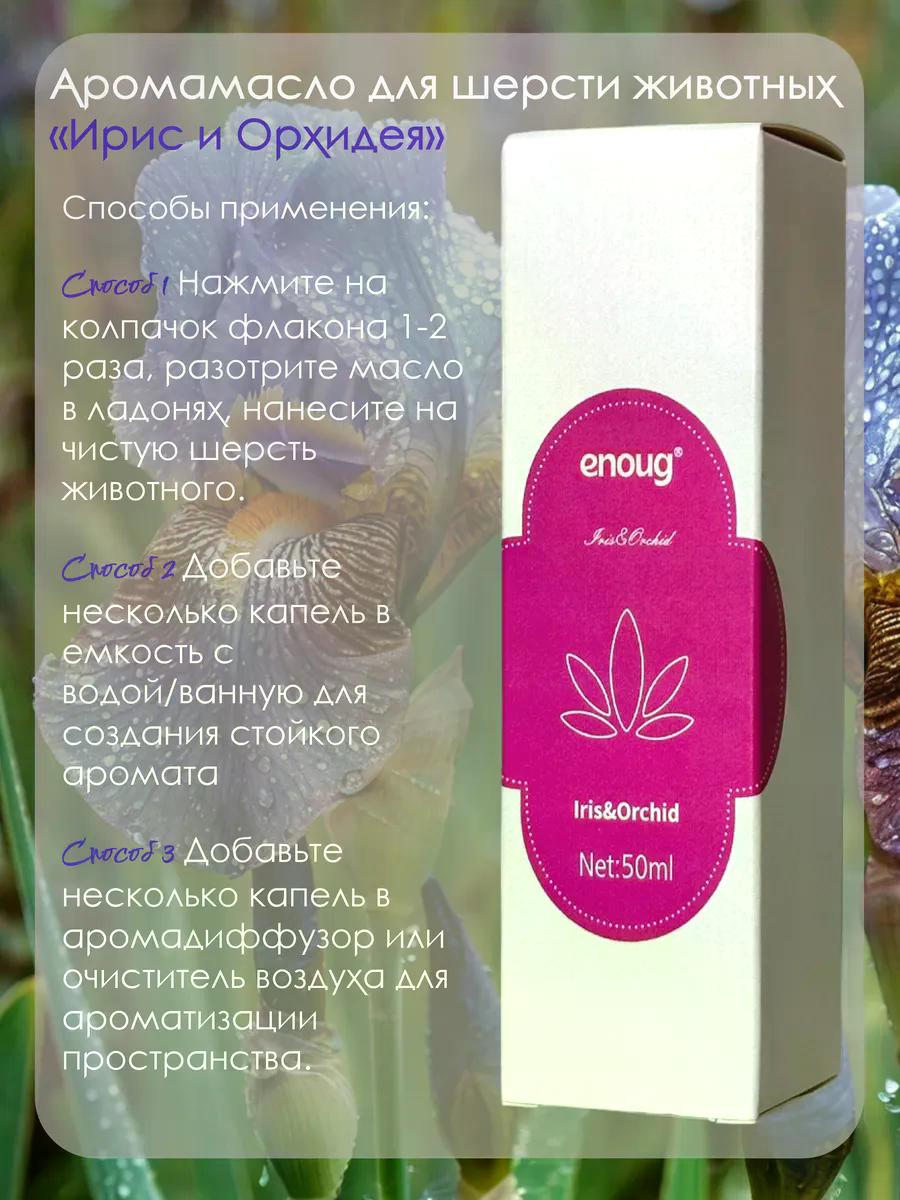 Аромамасло для шерсти животных
«Ирис и Орхидея»
Способы применения:
Способ 1 Нажмите на
колпачок флакона 1-2
раза, разотрите масло
в ладонях, нанесите на
чистую шерсть
животного.
Способ 2 Добавьте
несколько капель в
емкость с
водой/ванную для
создания стойкого
аромата
Способ 3 Добавьте
несколько капель в
аромадиффузор или
очиститель воздуха для
ароматизации
пространства.
enoug®
Iris&Orchid
Iris&Orchid
Net:50ml